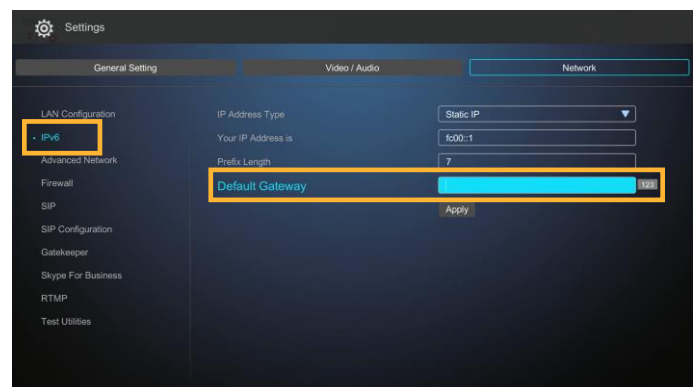 Settings
General Setting Video / Audio Network
LAN Configuration IP Address Type Static IP
IPv6 Your IP Address is fc00::1
Advanced Network Prefix Length 7
Firewall Default Gateway 123
SIP Apply
SIP Configuration
Gatekeeper
Skype For Business
RTMP
Test Utilities